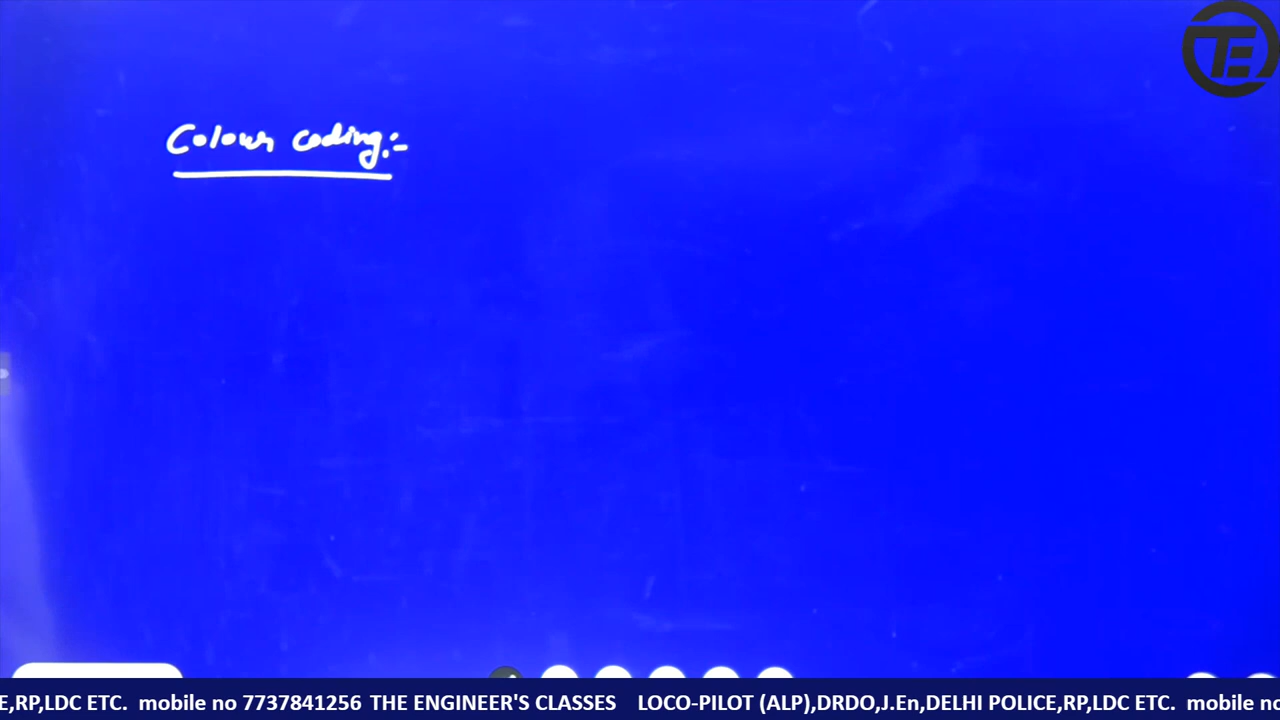 TE
Colour coding:-
E,RP,LDC ETC. mobile no 7737841256 THE ENGINEER'S CLASSES LOCO-PILOT (ALP),DRDO,J.En,DELHI POLICE,RP,LDC ETC. mobile no